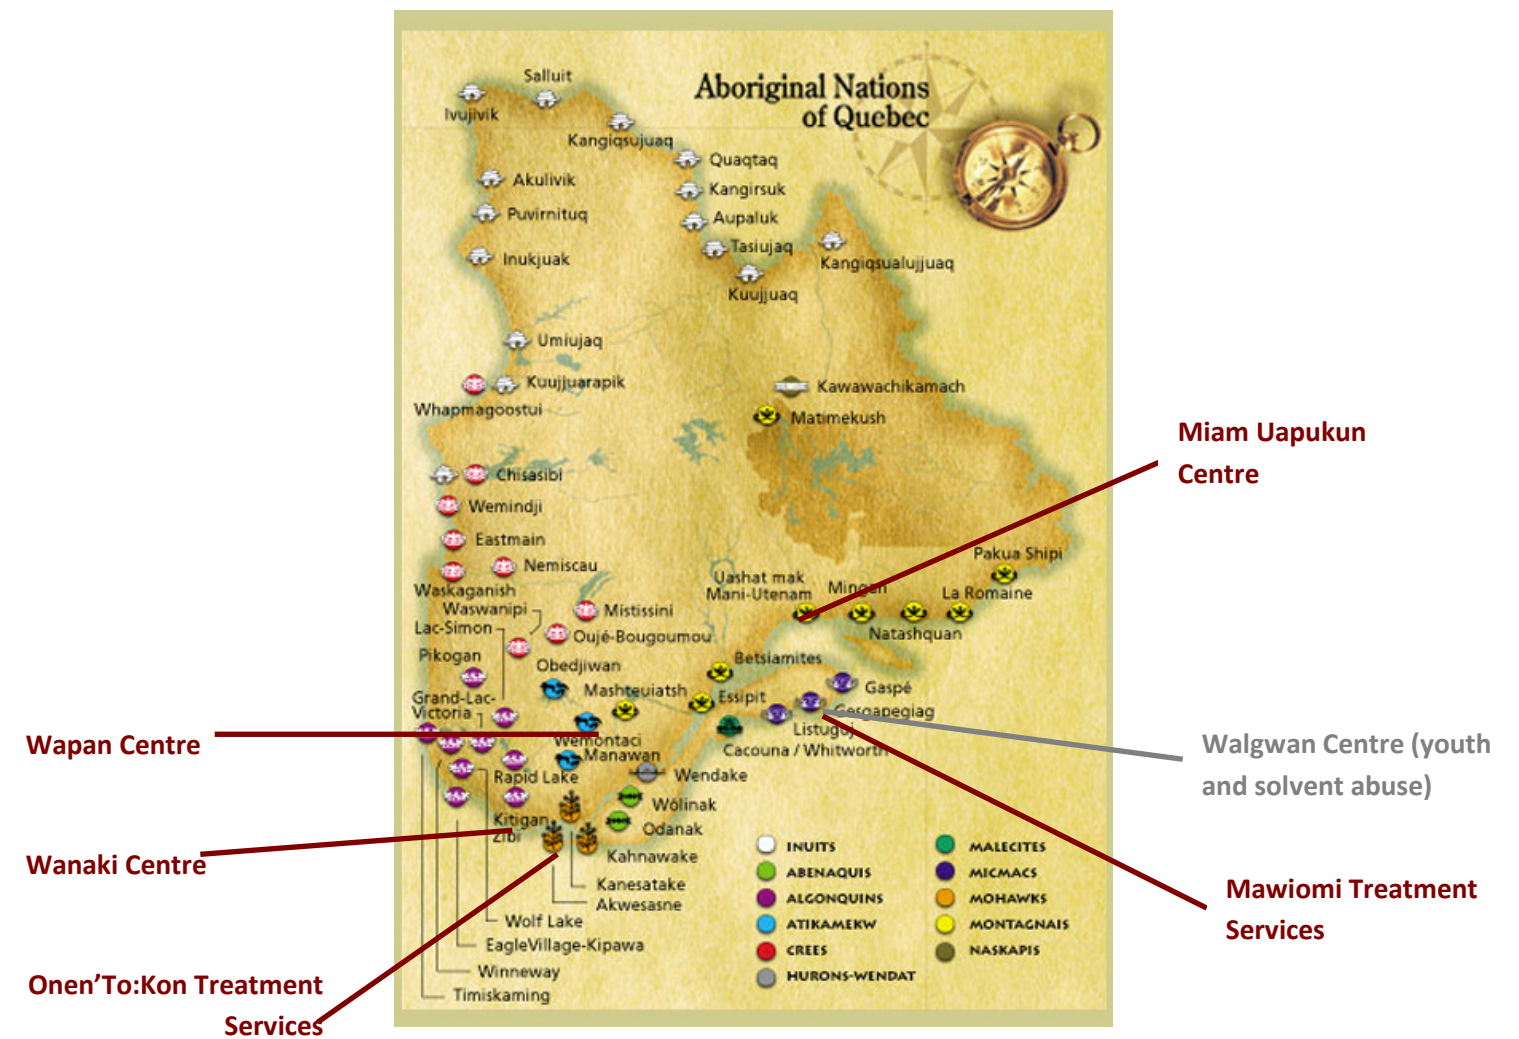 Aboriginal Nations
of Quebec
Salluit
Ivujivik
Kangiqsujuaq
Quaqtaq
Akulivik
Kangirsuk
Puvirnituq
Aupaluk
Tasiujaq
Inukjuak
Kangiqsualujjuaq
Kuujjuaq
Umiujaq
Kuujjuarapik
Kawawachikamach
Whapmagoostui
Matimekush
Miam Uapukun
Centre
Chisasibi
Wemindji
Eastmain
Pakua Shipi
Nemiscau
Uashat mak
Mani-Utenam
Mingan
La Romaine
Waskaganish
Waswanipi
Mistissini
Lac-Simon
Natashquan
Oujé-Bougoumou
Pikogan
Obedjiwan
Betsiamites
Mashteuiatsh
Essipit
Gaspé
Grand-Lac-
Victoria
Gesgapegiag
Listuguj
Wapan Centre
Wemontaci
Cacouna / Whitworth
Walgwan Centre (youth
and solvent abuse)
Manawan
Rapid Lake
Wendake
Wôlinak
Kitigan
Zibi
Odanak
Wanaki Centre
Kahnawake
Kanesatake
Akwesasne
Wolf Lake
EagleVillage-Kipawa
Winneway
Timiskaming
INUITS
ABENAQUIS
ALGONQUINS
ATIKAMEKW
CREES
HURONS-WENDAT
MALECITES
MICMACS
MOHAWKS
MONTAGNAIS
NASKAPIS
Mawiomi Treatment
Services
Onen’To:Kon Treatment
Services